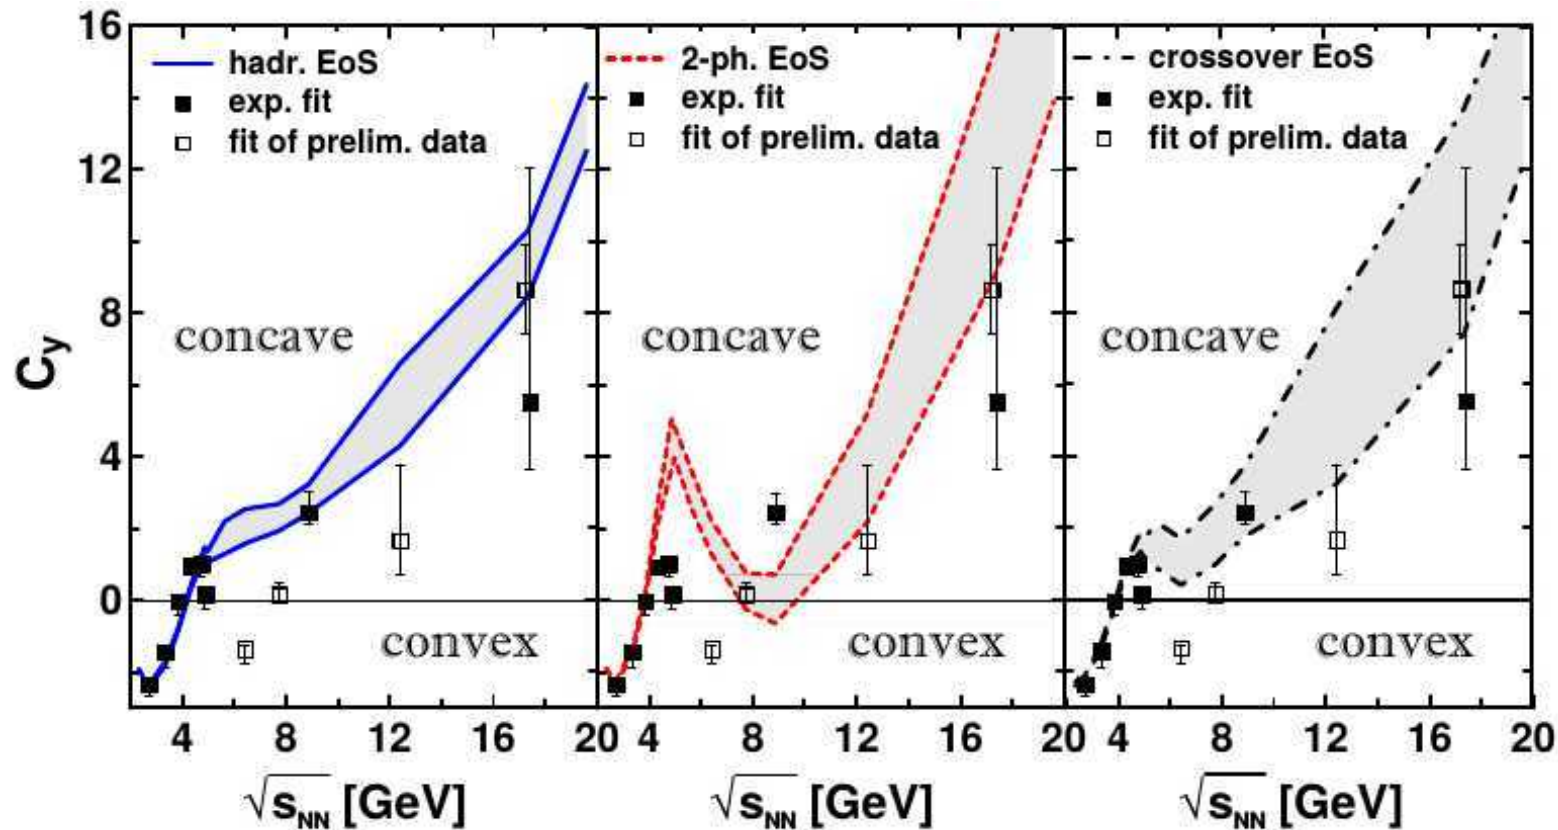 16
12
8
4
0
C_y
hadr. EoS
exp. fit
fit of prelim. data
concave
convex
4 8 12 16 20
√s_NN [GeV]
2-ph. EoS
exp. fit
fit of prelim. data
concave
convex
4 8 12 16 20
√s_NN [GeV]
crossover EoS
exp. fit
fit of prelim. data
concave
convex
4 8 12 16 20
√s_NN [GeV]